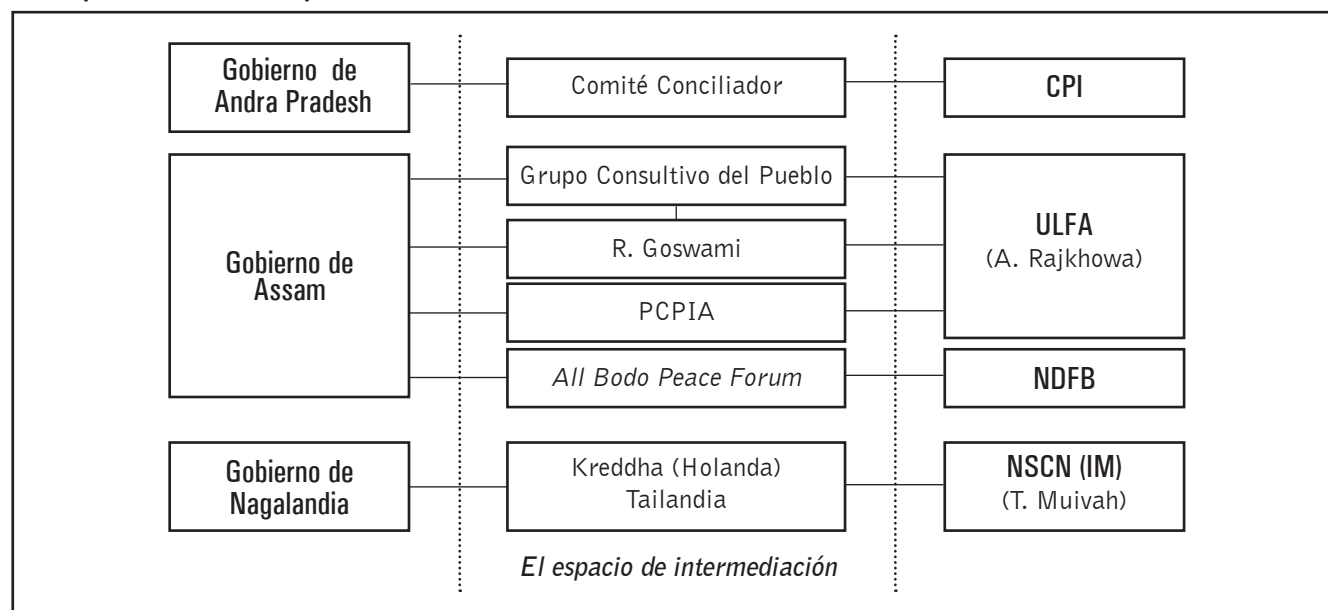 Gobierno de
Andra Pradesh
Comité Conciliador
CPI
Gobierno de
Assam
Grupo Consultivo del Pueblo
R. Goswami
PCPIA
All Bodo Peace Forum
ULFA
(A. Rajkhowa)
NDFB
Gobierno de
Nagalandia
Kreddha (Holanda)
Tailandia
NSCN (IM)
(T. Muivah)
El espacio de intermediación